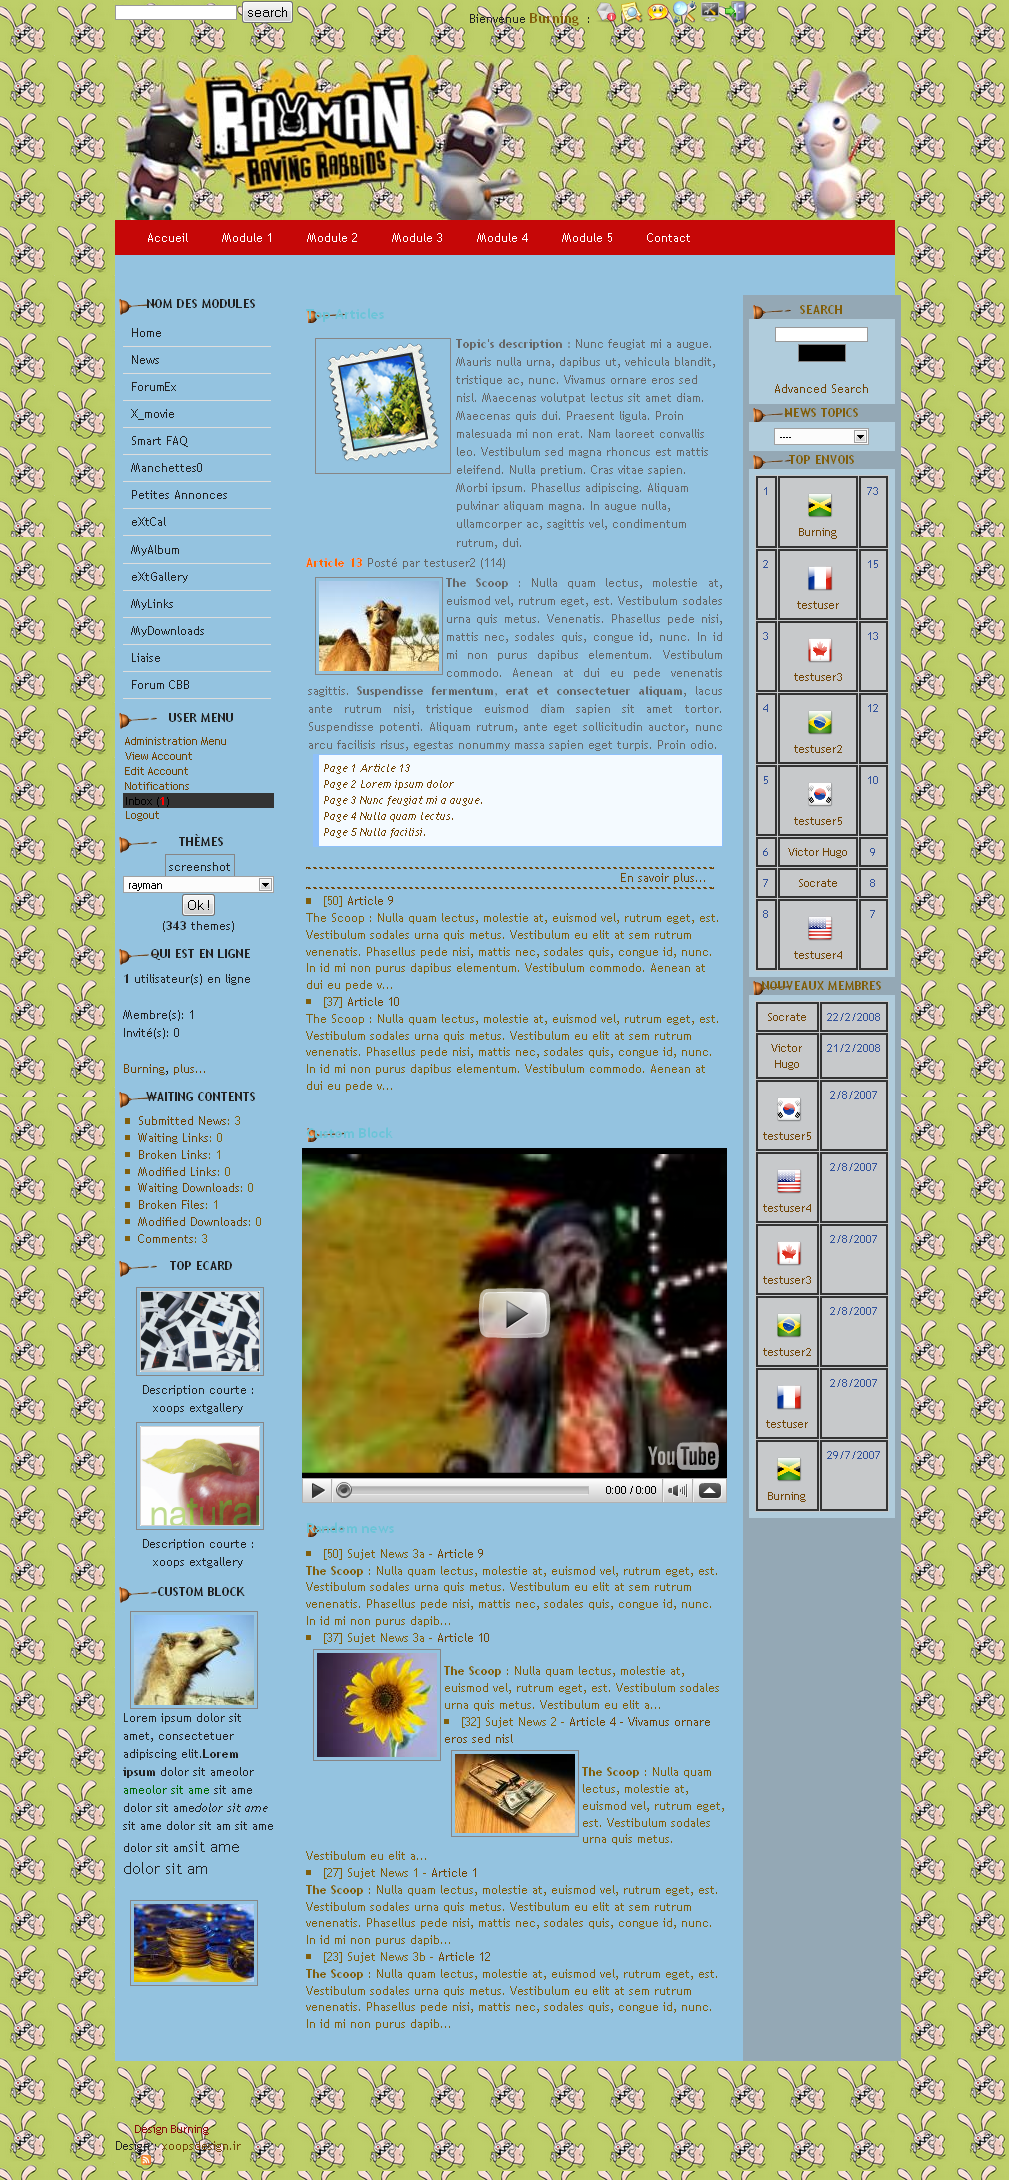 search
Bienvenue Burning :
RAYMAN
RAVING RABBIDS
Accueil Module 1 Module 2 Module 3 Module 4 Module 5 Contact
NOM DES MODULES
Home
News
ForumEx
X_movie
Smart FAQ
Manchettes0
Petites Annonces
eXtCal
MyAlbum
eXtGallery
MyLinks
MyDownloads
Liaise
Forum CBB
USER MENU
Administration Menu
View Account
Edit Account
Notifications
Inbox (1)
Logout
THÈMES
screenshot
rayman
Ok !
(343 themes)
QUI EST EN LIGNE
1 utilisateur(s) en ligne
Membre(s): 1
Invité(s): 0
Burning, plus...
WAITING CONTENTS
Submitted News: 3
Waiting Links: 0
Broken Links: 1
Modified Links: 0
Waiting Downloads: 0
Broken Files: 1
Modified Downloads: 0
Comments: 3
TOP ECARD
Description courte :
xoops extgallery
natural
Description courte :
xoops extgallery
CUSTOM BLOCK
Lorem ipsum dolor sit
amet, consectetuer
adipiscing elit.Lorem
ipsum dolor sit ameolor
ameolor sit ame sit ame
dolor sit amedolor sit ame
sit ame dolor sit am sit ame
dolor sit amsit ame
dolor sit am
Top Articles
Topic's description : Nunc feugiat mi a augue.
Mauris nulla urna, dapibus ut, vehicula blandit,
tristique ac, nunc. Vivamus ornare eros sed
nisl. Maecenas volutpat lectus sit amet diam.
Maecenas quis dui. Praesent ligula. Proin
malesuada mi non erat. Nam laoreet convallis
leo. Vestibulum sed magna rhoncus est mattis
eleifend. Nulla pretium. Cras vitae sapien.
Morbi ipsum. Phasellus adipiscing. Aliquam
pulvinar aliquam magna. In augue nulla,
ullamcorper ac, sagittis vel, condimentum
rutrum, dui.
Article 13 Posté par testuser2 (114)
The Scoop : Nulla quam lectus, molestie at,
euismod vel, rutrum eget, est. Vestibulum sodales
urna quis metus. Venenatis. Phasellus pede nisi,
mattis nec, sodales quis, congue id, nunc. In id
mi non purus dapibus elementum. Vestibulum
commodo. Aenean at dui eu pede venenatis
sagittis. Suspendisse fermentum, erat et consectetuer aliquam, lacus
ante rutrum nisi, tristique euismod diam sapien sit amet tortor.
Suspendisse potenti. Aliquam rutrum, ante eget sollicitudin auctor, nunc
arcu facilisis risus, egestas nonummy massa sapien eget turpis. Proin odio.
Page 1 Article 13
Page 2 Lorem ipsum dolor
Page 3 Nunc feugiat mi a augue.
Page 4 Nulla quam lectus.
Page 5 Nulla facilisi.
En savoir plus...
[50] Article 9
The Scoop : Nulla quam lectus, molestie at, euismod vel, rutrum eget, est.
Vestibulum sodales urna quis metus. Vestibulum eu elit at sem rutrum
venenatis. Phasellus pede nisi, mattis nec, sodales quis, congue id, nunc.
In id mi non purus dapibus elementum. Vestibulum commodo. Aenean at
dui eu pede v...
[37] Article 10
The Scoop : Nulla quam lectus, molestie at, euismod vel, rutrum eget, est.
Vestibulum sodales urna quis metus. Vestibulum eu elit at sem rutrum
venenatis. Phasellus pede nisi, mattis nec, sodales quis, congue id, nunc.
In id mi non purus dapibus elementum. Vestibulum commodo. Aenean at
dui eu pede v...
Custom Block
YouTube
0:00 / 0:00
Random news
[50] Sujet News 3a - Article 9
The Scoop : Nulla quam lectus, molestie at, euismod vel, rutrum eget, est.
Vestibulum sodales urna quis metus. Vestibulum eu elit at sem rutrum
venenatis. Phasellus pede nisi, mattis nec, sodales quis, congue id, nunc.
In id mi non purus dapib...
[37] Sujet News 3a - Article 10
The Scoop : Nulla quam lectus, molestie at,
euismod vel, rutrum eget, est. Vestibulum sodales
urna quis metus. Vestibulum eu elit a...
[32] Sujet News 2 - Article 4 - Vivamus ornare
eros sed nisl
The Scoop : Nulla quam
lectus, molestie at,
euismod vel, rutrum eget,
est. Vestibulum sodales
urna quis metus.
Vestibulum eu elit a...
[27] Sujet News 1 - Article 1
The Scoop : Nulla quam lectus, molestie at, euismod vel, rutrum eget, est.
Vestibulum sodales urna quis metus. Vestibulum eu elit at sem rutrum
venenatis. Phasellus pede nisi, mattis nec, sodales quis, congue id, nunc.
In id mi non purus dapib...
[23] Sujet News 3b - Article 12
The Scoop : Nulla quam lectus, molestie at, euismod vel, rutrum eget, est.
Vestibulum sodales urna quis metus. Vestibulum eu elit at sem rutrum
venenatis. Phasellus pede nisi, mattis nec, sodales quis, congue id, nunc.
In id mi non purus dapib...
SEARCH
Advanced Search
NEWS TOPICS
----
TOP ENVOIS
1 Burning 73
2 testuser 15
3 testuser3 13
4 testuser2 12
5 testuser5 10
6 Victor Hugo 9
7 Socrate 8
8 testuser4 7
NOUVEAUX MEMBRES
Socrate 22/2/2008
Victor Hugo 21/2/2008
testuser5 2/8/2007
testuser4 2/8/2007
testuser3 2/8/2007
testuser2 2/8/2007
testuser 2/8/2007
Burning 29/7/2007
Design Burning
Design : xoopsdesign.ir